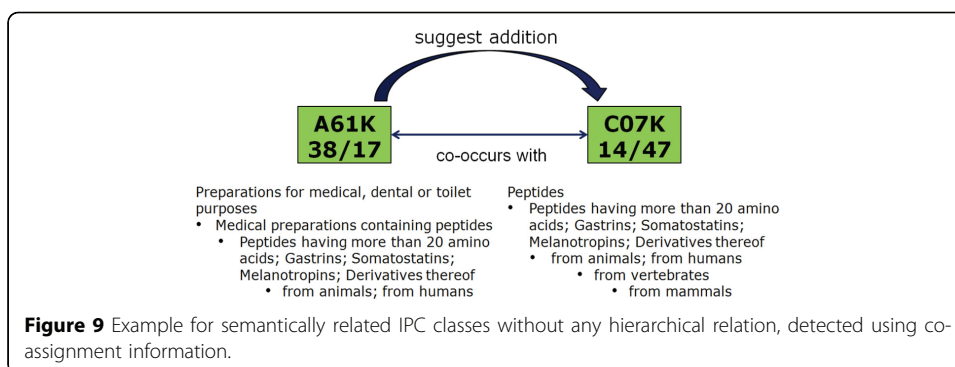 suggest addition
A61K
38/17
co-occurs with
C07K
14/47
Preparations for medical, dental or toilet
purposes
• Medical preparations containing peptides
• Peptides having more than 20 amino
acids; Gastrins; Somatostatins;
Melanotropins; Derivatives thereof
• from animals; from humans
Peptides
• Peptides having more than 20 amino
acids; Gastrins; Somatostatins;
Melanotropins; Derivatives thereof
• from animals; from humans
• from vertebrates
• from mammals
Figure 9 Example for semantically related IPC classes without any hierarchical relation, detected using co-
assignment information.